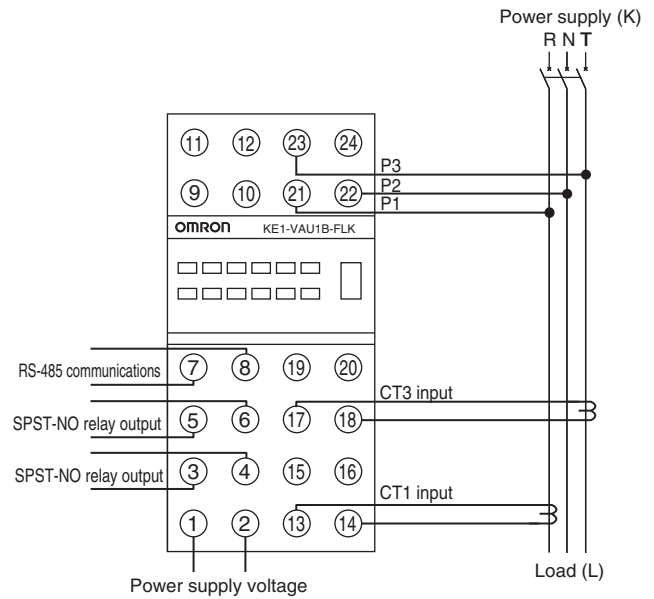 Power supply (K)
R N T
11 12 23 24
P3
P2
9 10 21 22
P1
OMRON KE1-VAU1B-FLK
RS-485 communications
7 8 19 20
CT3 input
SPST-NO relay output
5 6 17 18
SPST-NO relay output
3 4 15 16
CT1 input
1 2 13 14
Load (L)
Power supply voltage